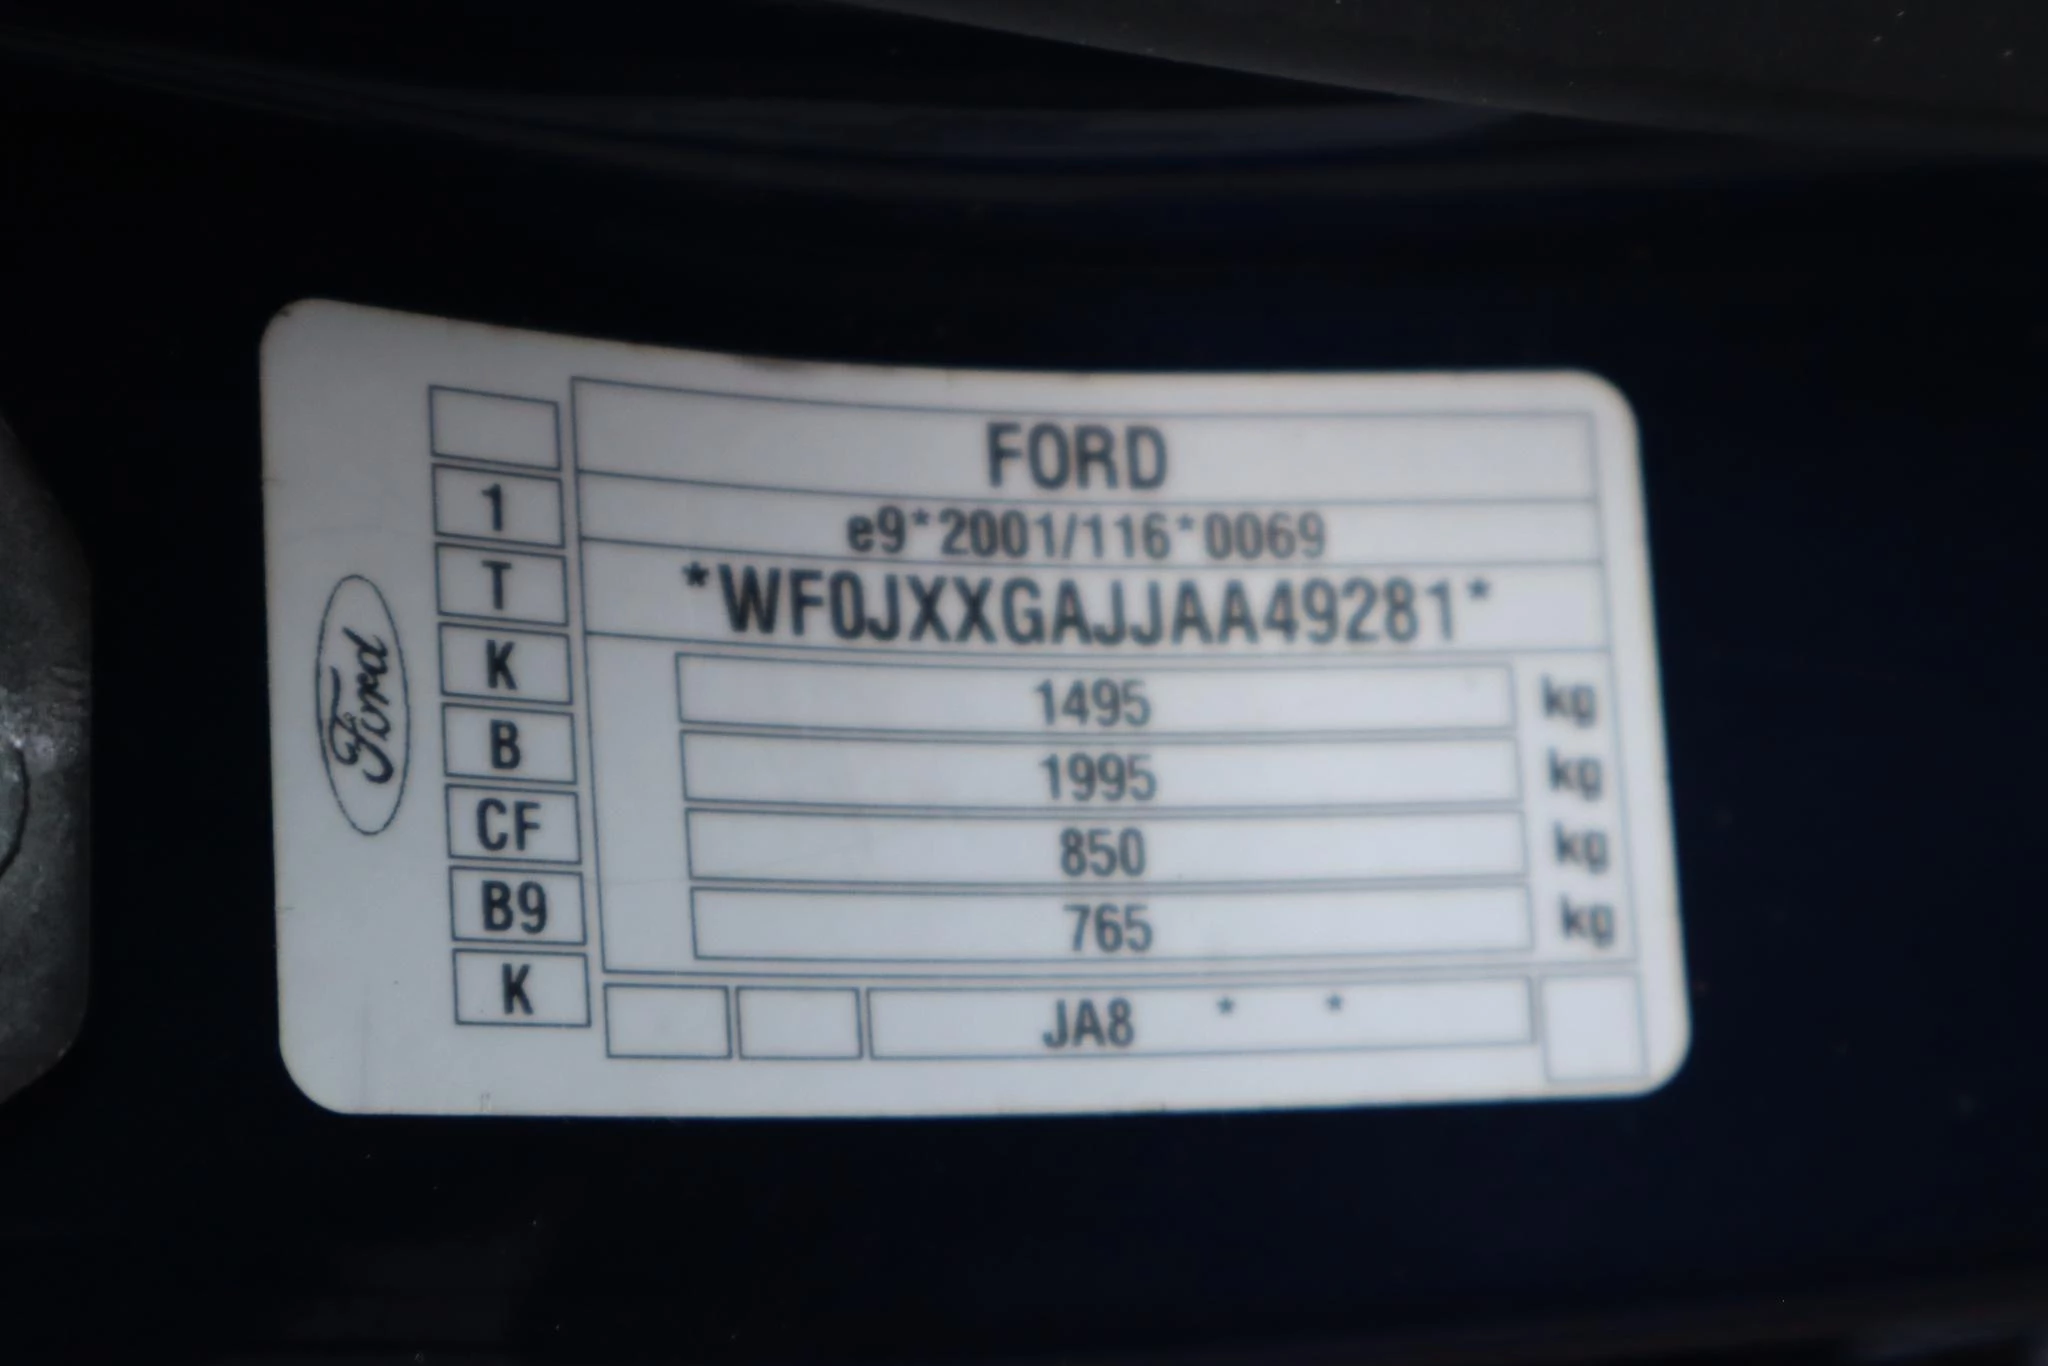 Ford
1
T
K
B
CF
B9
K
FORD
e9*2001/116*0069
*WF0JXXGAJJAA49281*
1495 kg
1995 kg
850 kg
765 kg
JA8 * *